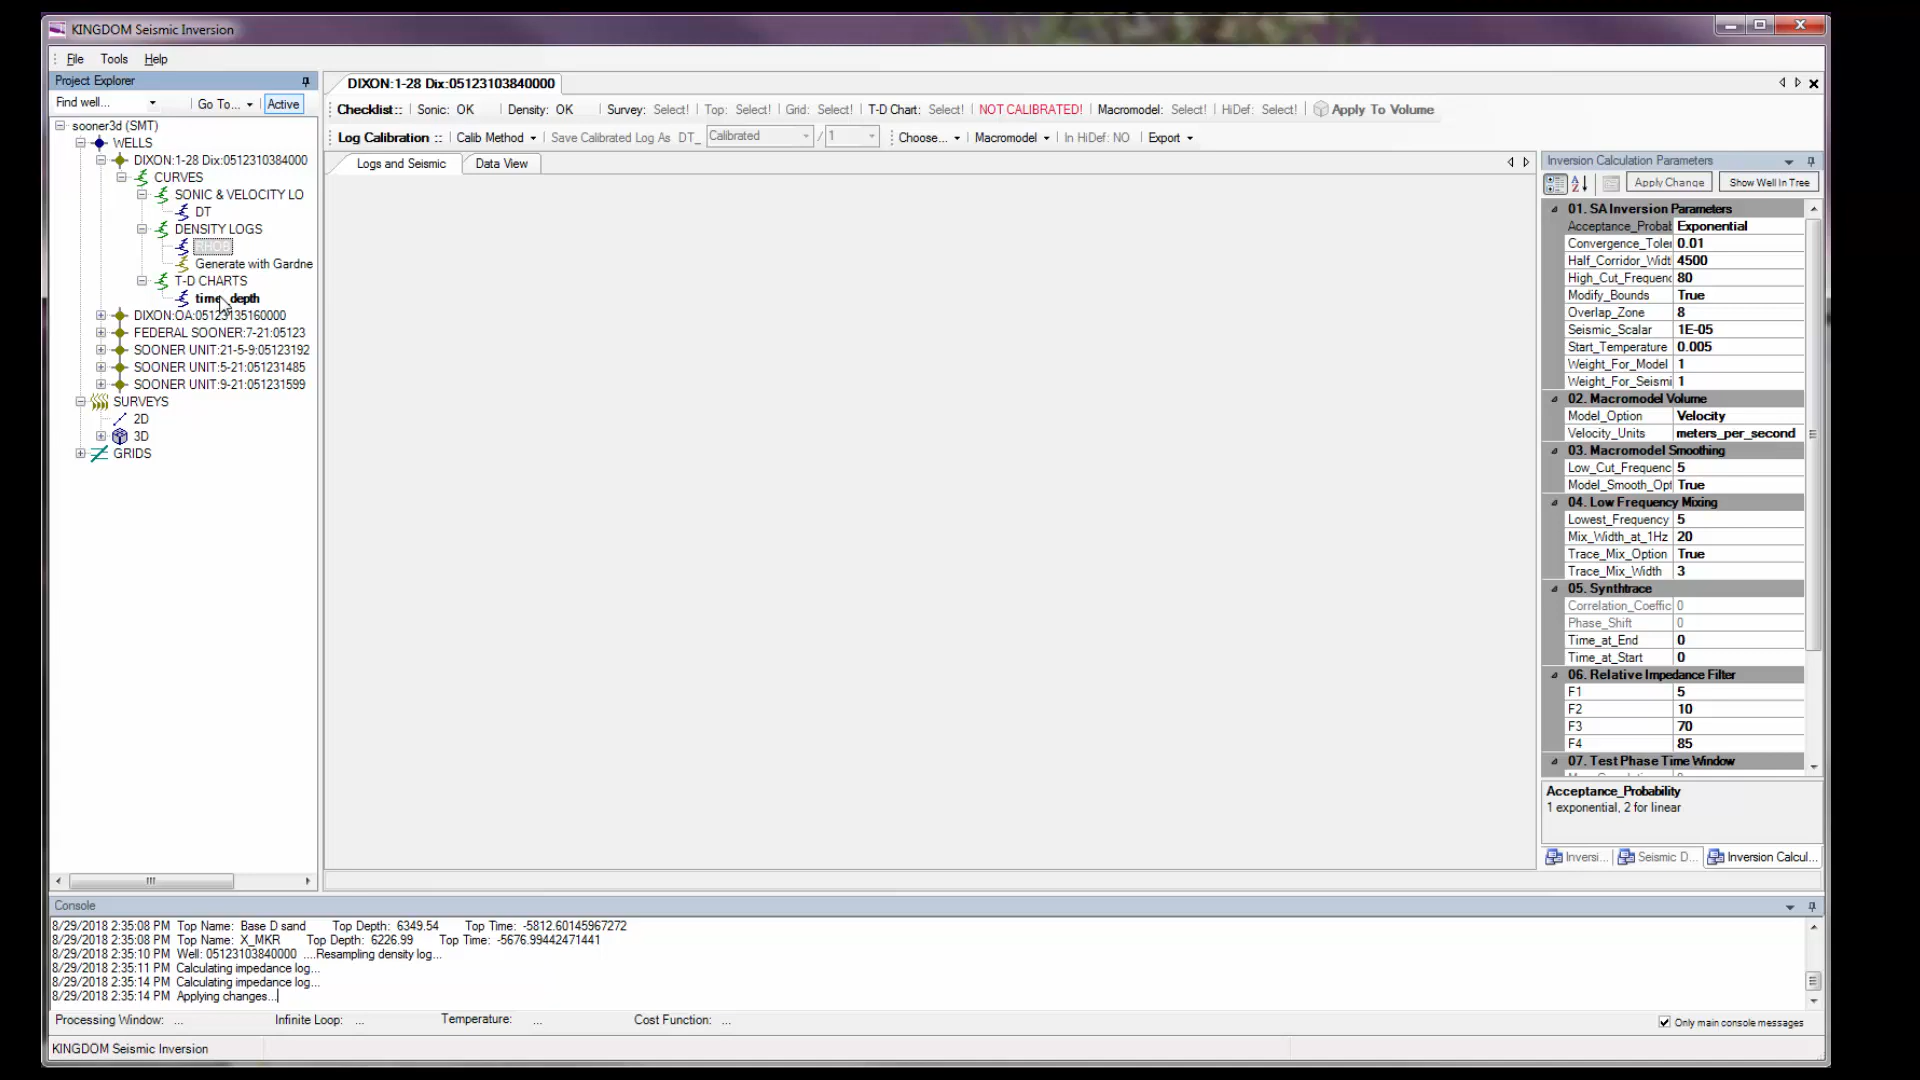 KINGDOM Seismic Inversion
File Tools Help
Project Explorer
Find well... Go To... Active
sooner3d (SMT)
WELLS
DIXON:1-28 Dix:0512310384000
CURVES
SONIC & VELOCITY LO
DT
DENSITY LOGS
RHOB
Generate with Gardne
T-D CHARTS
time_depth
DIXON:OA:05123135160000
FEDERAL SOONER:7-21:05123
SOONER UNIT:21-5-9:05123192
SOONER UNIT:5-21:051231485
SOONER UNIT:9-21:051231599
SURVEYS
2D
3D
GRIDS
DIXON:1-28 Dix:05123103840000
Checklist:: Sonic: OK Density: OK Survey: Select! Top: Select! Grid: Select! T-D Chart: Select! NOT CALIBRATED! Macromodel: Select! HiDef: Select! Apply To Volume
Log Calibration :: Calib Method Save Calibrated Log As DT_ Calibrated / 1 Choose... Macromodel In HiDef: NO Export
Logs and Seismic Data View
Inversion Calculation Parameters
Apply Change Show Well In Tree
01. SA Inversion Parameters
Acceptance_Probat Exponential
Convergence_Toler 0.01
Half_Corridor_Widt 4500
High_Cut_Frequenc 80
Modify_Bounds True
Overlap_Zone 8
Seismic_Scalar 1E-05
Start_Temperature 0.005
Weight_For_Model 1
Weight_For_Seismi 1
02. Macromodel Volume
Model_Option Velocity
Velocity_Units meters_per_second
03. Macromodel Smoothing
Low_Cut_Frequenc 5
Model_Smooth_Opt True
04. Low Frequency Mixing
Lowest_Frequency 5
Mix_Width_at_1Hz 20
Trace_Mix_Option True
Trace_Mix_Width 3
05. Synthtrace
Correlation_Coeffic 0
Phase_Shift 0
Time_at_End 0
Time_at_Start 0
06. Relative Impedance Filter
F1 5
F2 10
F3 70
F4 85
07. Test Phase Time Window
Acceptance_Probability
1 exponential, 2 for linear
Inversi... Seismic D... Inversion Calcul...
Console
8/29/2018 2:35:08 PM Top Name: Base D sand Top Depth: 6349.54 Top Time: -5812.60145967272
8/29/2018 2:35:08 PM Top Name: X_MKR Top Depth: 6226.99 Top Time: -5676.99442471441
8/29/2018 2:35:10 PM Well: 05123103840000 ....Resampling density log...
8/29/2018 2:35:11 PM Calculating impedance log...
8/29/2018 2:35:14 PM Calculating impedance log...
8/29/2018 2:35:14 PM Applying changes...
Processing Window: ... Infinite Loop: ... Temperature: ... Cost Function: ... Only main console messages
KINGDOM Seismic Inversion